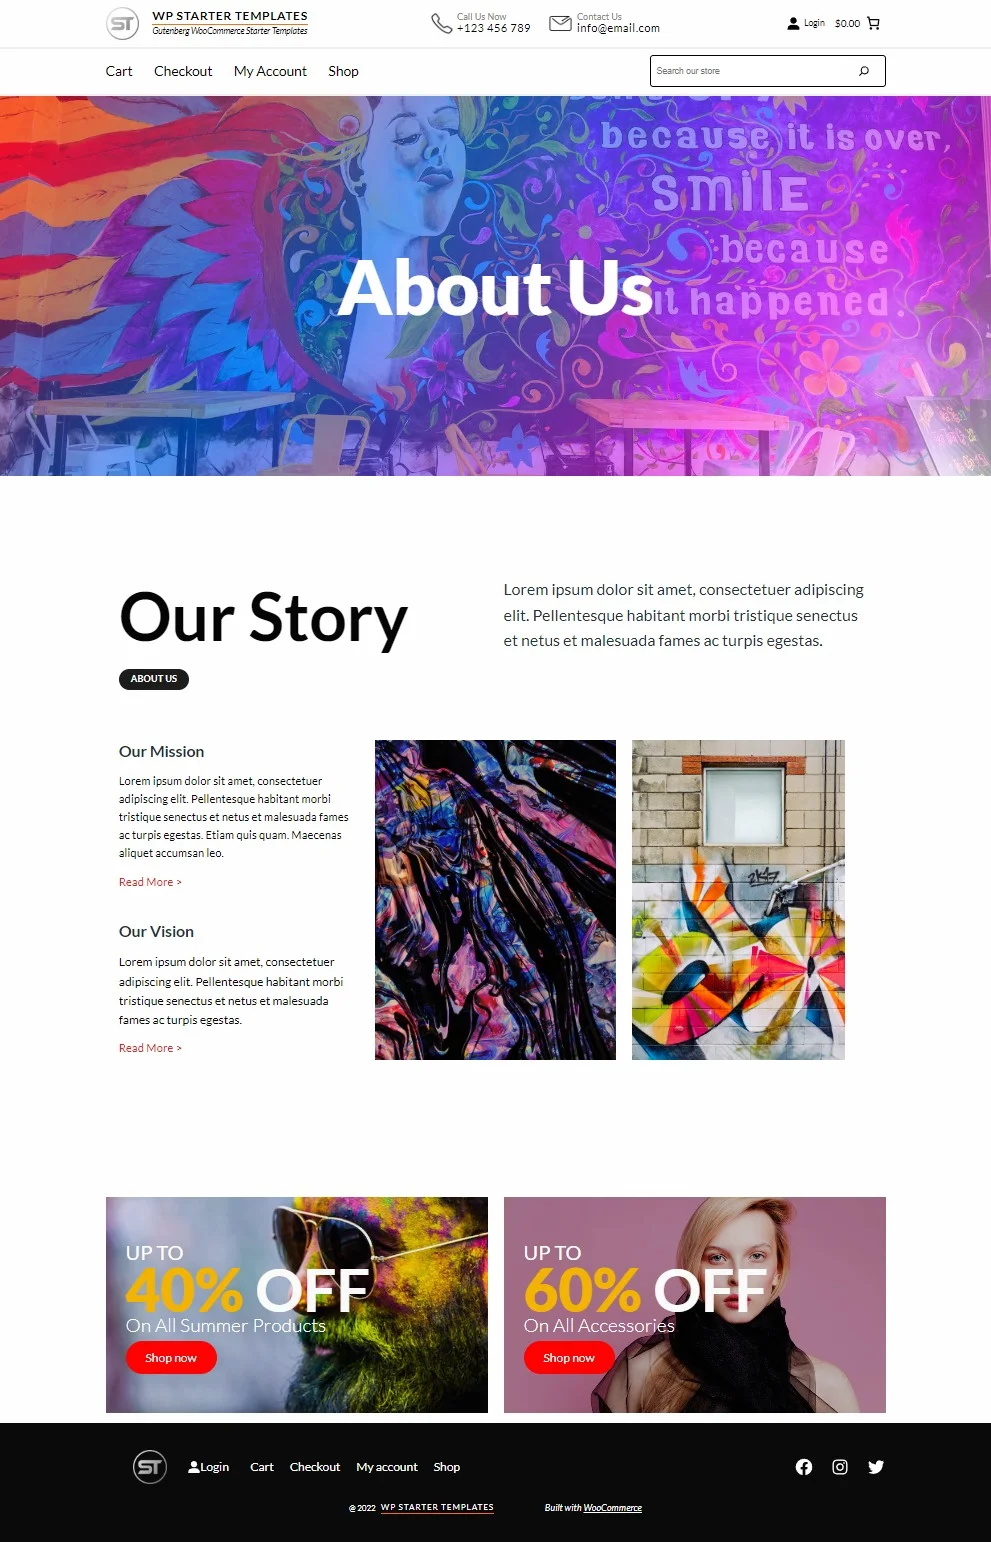 ST
WP STARTER TEMPLATES
Gutenberg WooCommerce Starter Templates
Call Us Now
+123 456 789
Contact Us
info@email.com
Login
$0.00
Cart Checkout My Account Shop
Search our store
because it is over,
smile
because
it happened.
About Us
Our Story
ABOUT US
Lorem ipsum dolor sit amet, consectetuer adipiscing
elit. Pellentesque habitant morbi tristique senectus
et netus et malesuada fames ac turpis egestas.
Our Mission
Lorem ipsum dolor sit amet, consectetuer
adipiscing elit. Pellentesque habitant morbi
tristique senectus et netus et malesuada fames
ac turpis egestas. Etiam quis quam. Maecenas
aliquet accumsan leo.
Read More >
Our Vision
Lorem ipsum dolor sit amet, consectetuer
adipiscing elit. Pellentesque habitant morbi
tristique senectus et netus et malesuada
fames ac turpis egestas.
Read More >
UP TO
40% OFF
On All Summer Products
Shop now
UP TO
60% OFF
On All Accessories
Shop now
ST
Login Cart Checkout My account Shop
@ 2022 WP STARTER TEMPLATES
Built with WooCommerce